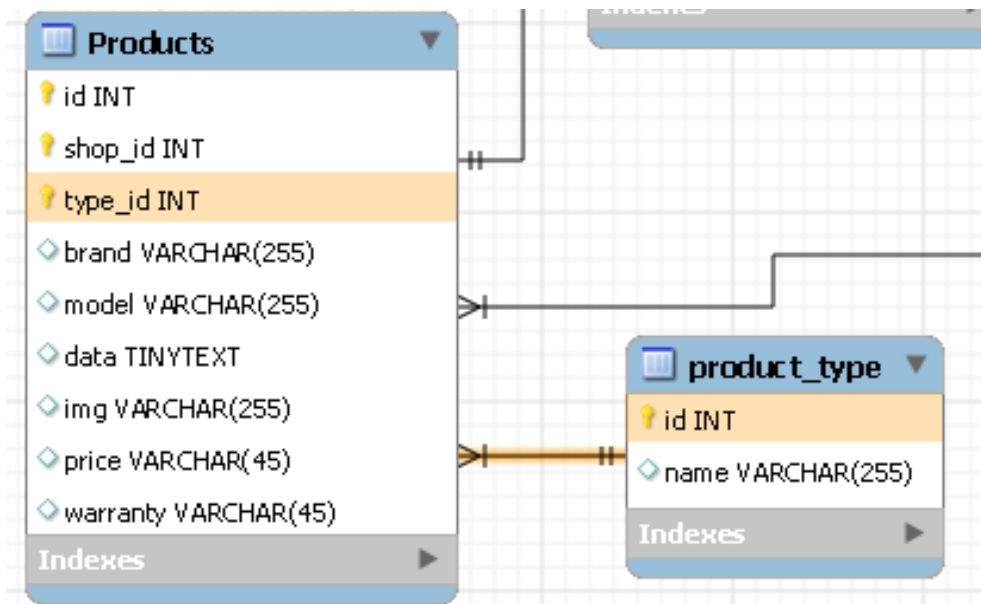 Indexes
Products
id INT
shop_id INT
type_id INT
brand VARCHAR(255)
model VARCHAR(255)
data TINYTEXT
img VARCHAR(255)
price VARCHAR(45)
warranty VARCHAR(45)
Indexes
product_type
id INT
name VARCHAR(255)
Indexes